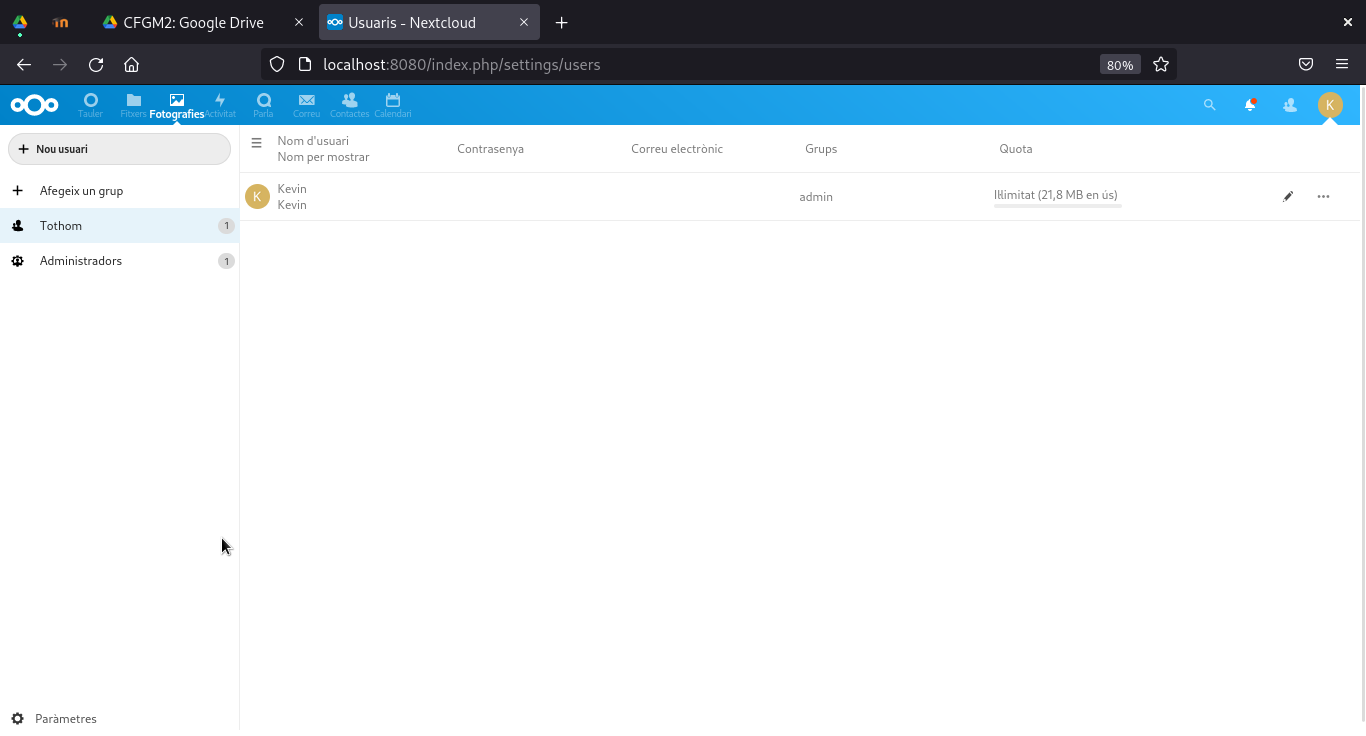 CFGM2: Google Drive
Usuaris - Nextcloud
localhost:8080/index.php/settings/users
80%
Tauler
Fitxers
Fotografies
Activitat
Parla
Correu
Contactes
Calendari
K
Nou usuari
Afegeix un grup
Tothom
1
Administradors
1
Paràmetres
Nom d'usuari
Nom per mostrar
Contrasenya
Correu electrònic
Grups
Quota
K
Kevin
Kevin
admin
Il·limitat (21,8 MB en ús)